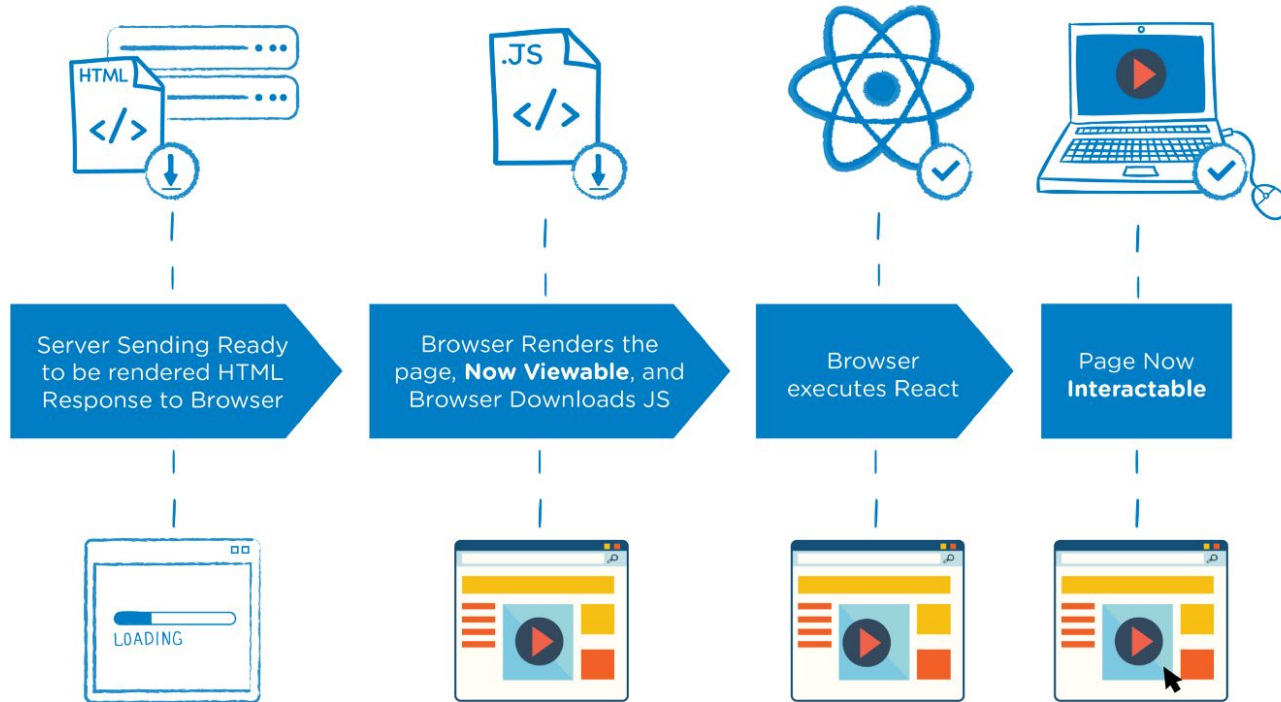 HTML
</>
.JS
</>
Server Sending Ready
to be rendered HTML
Response to Browser
Browser Renders the
page, Now Viewable, and
Browser Downloads JS
Browser
executes React
Page Now
Interactable
LOADING